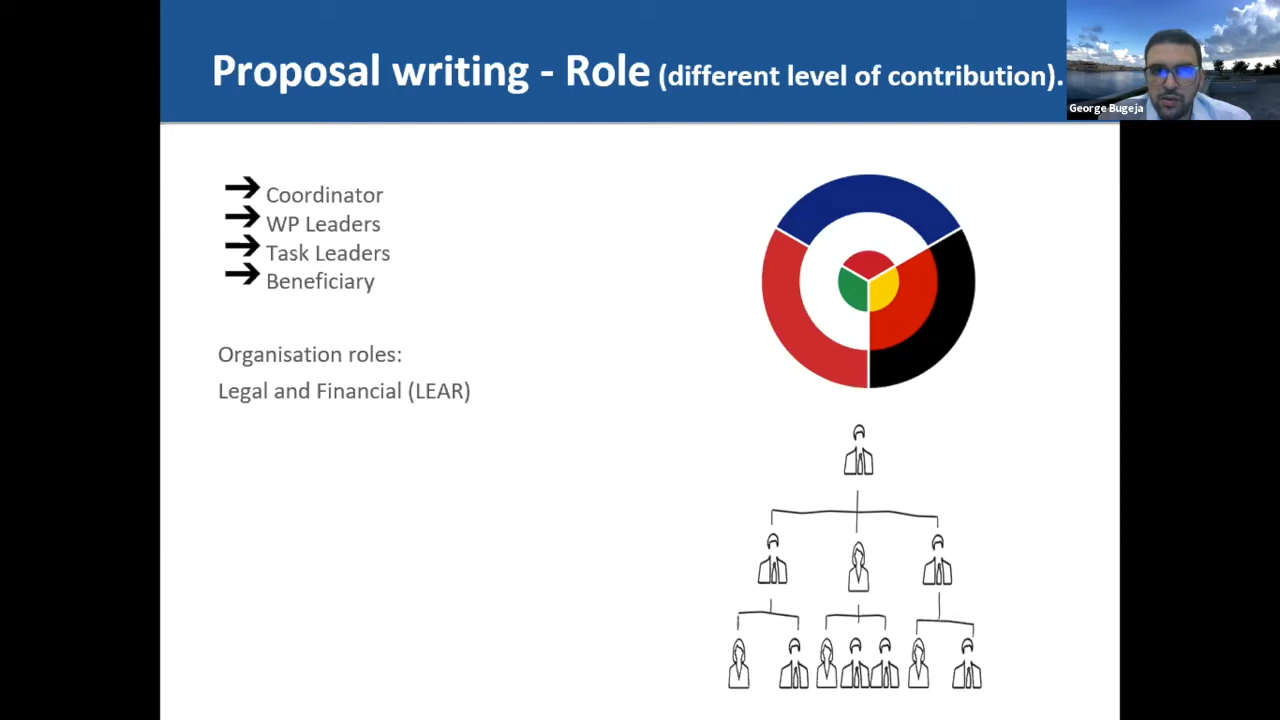 Proposal writing - Role (different level of contribution).
George Bugeja
Coordinator
WP Leaders
Task Leaders
Beneficiary
Organisation roles:
Legal and Financial (LEAR)